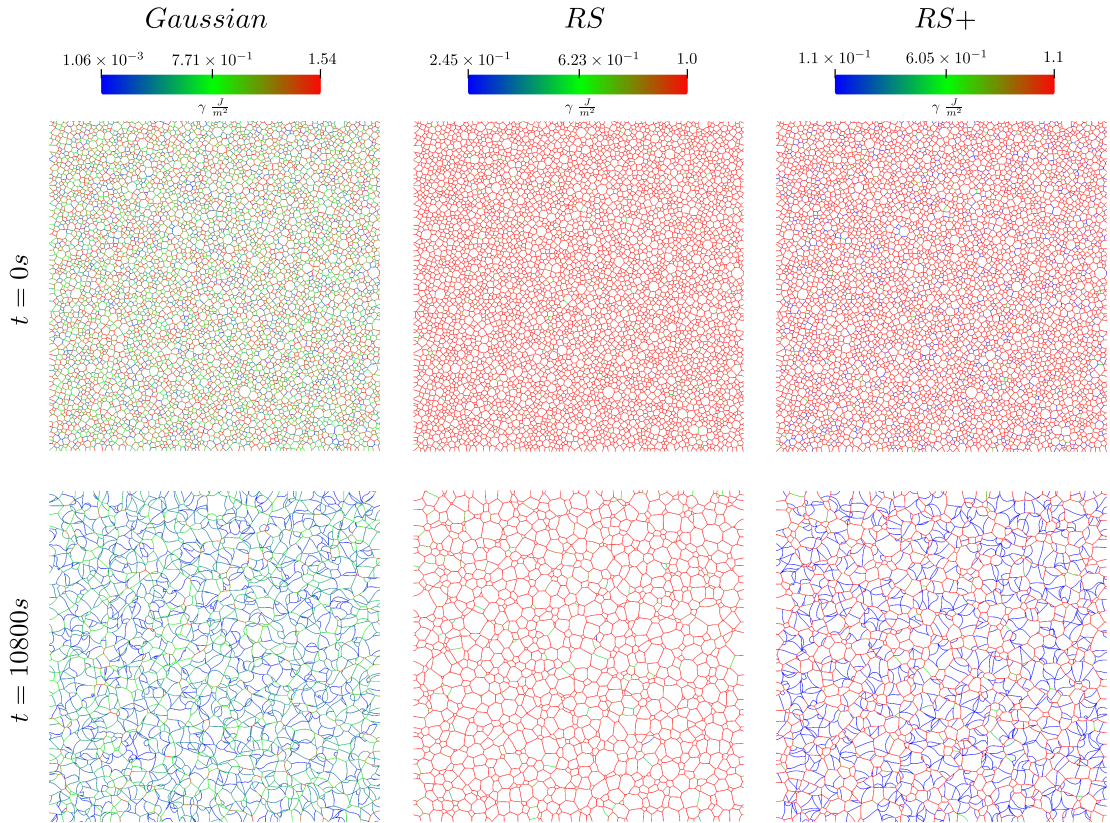 Gaussian RS RS+
1.06 × 10⁻³ 7.71 × 10⁻¹ 1.54 2.45 × 10⁻¹ 6.23 × 10⁻¹ 1.0 1.1 × 10⁻¹ 6.05 × 10⁻¹ 1.1
γ J/m² γ J/m² γ J/m²
t = 0s
t = 10800s